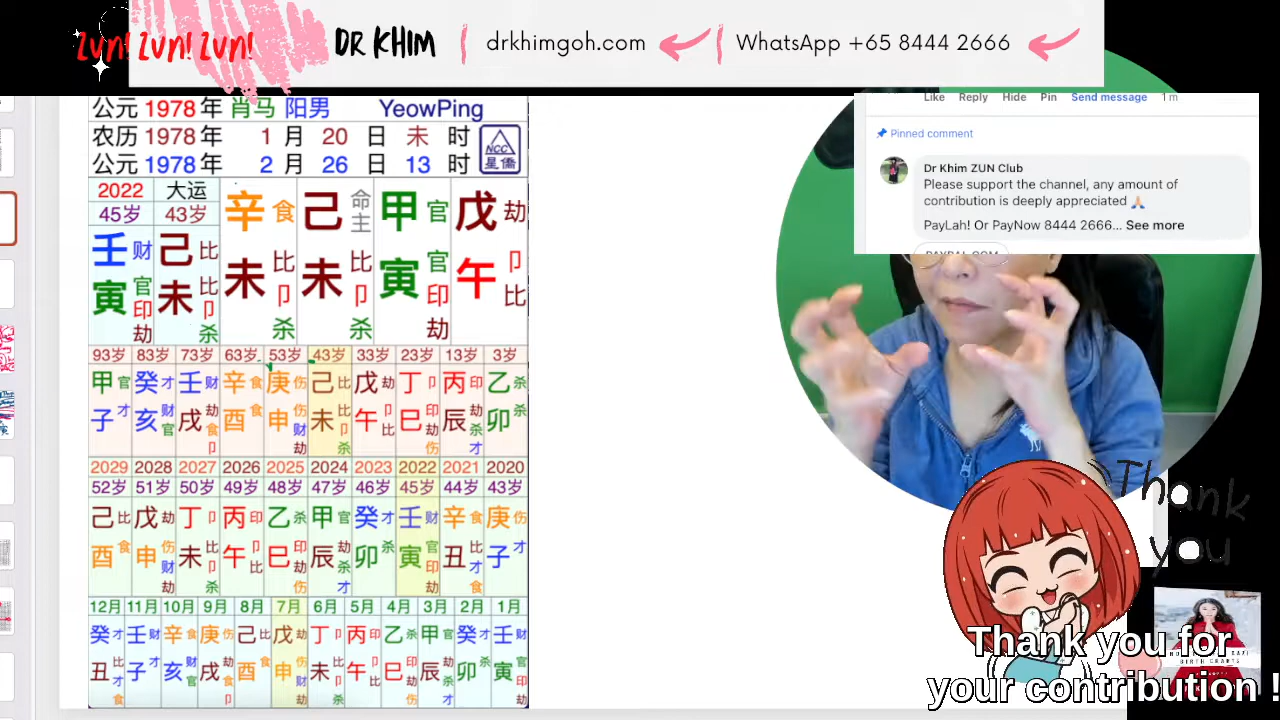 Zun! Zun! Zun!
DR KHIM
drkhimgoh.com
WhatsApp +65 8444 2666
公元 1978 年 肖马 阳男 YeowPing
农历 1978 年 1 月 20 日 未 时
公元 1978 年 2 月 26 日 13 时
NCC
星侨
2022 大运
45岁 43岁
辛 食 己 命主 甲 官 戊 劫
壬 财 己 比
未 比 卩 杀 未 比 卩 杀 寅 官 印 劫 午 卩 比
寅 官 印 劫 未 比 卩 杀
93岁 83岁 73岁 63岁 53岁 43岁 33岁 23岁 13岁 3岁
甲 官 癸 才 壬 财 辛 食 庚 伤 己 比 戊 劫 丁 卩 丙 印 乙 杀
子 才 亥 财 官 戌 劫 食 卩 酉 食 申 伤 财 劫 未 比 卩 杀 午 卩 比 巳 印 劫 伤 辰 劫 杀 才 卯 杀
2029 2028 2027 2026 2025 2024 2023 2022 2021 2020
52岁 51岁 50岁 49岁 48岁 47岁 46岁 45岁 44岁 43岁
己 比 戊 劫 丁 卩 丙 印 乙 杀 甲 官 癸 才 壬 财 辛 食 庚 伤
酉 食 申 伤 财 劫 未 比 卩 杀 午 卩 比 巳 印 劫 伤 辰 劫 杀 才 卯 杀 寅 官 印 劫 丑 比 才 食 子 才
12月 11月 10月 9月 8月 7月 6月 5月 4月 3月 2月 1月
癸 才 壬 财 辛 食 庚 伤 己 比 戊 劫 丁 卩 丙 印 乙 杀 甲 官 癸 才 壬 财
丑 比 才 食 子 才 亥 财 官 戌 劫 食 卩 酉 食 申 伤 财 劫 未 比 卩 杀 午 卩 比 巳 印 劫 伤 辰 劫 杀 才 卯 杀 寅 官 印 劫
Like Reply Hide Pin Send message 1 m
Pinned comment
Dr Khim ZUN Club
Please support the channel, any amount of
contribution is deeply appreciated 🙏
PayLah! Or PayNow 8444 2666... See more
Thank
you
Thank you for
your contribution !
BIRTH CHARTS